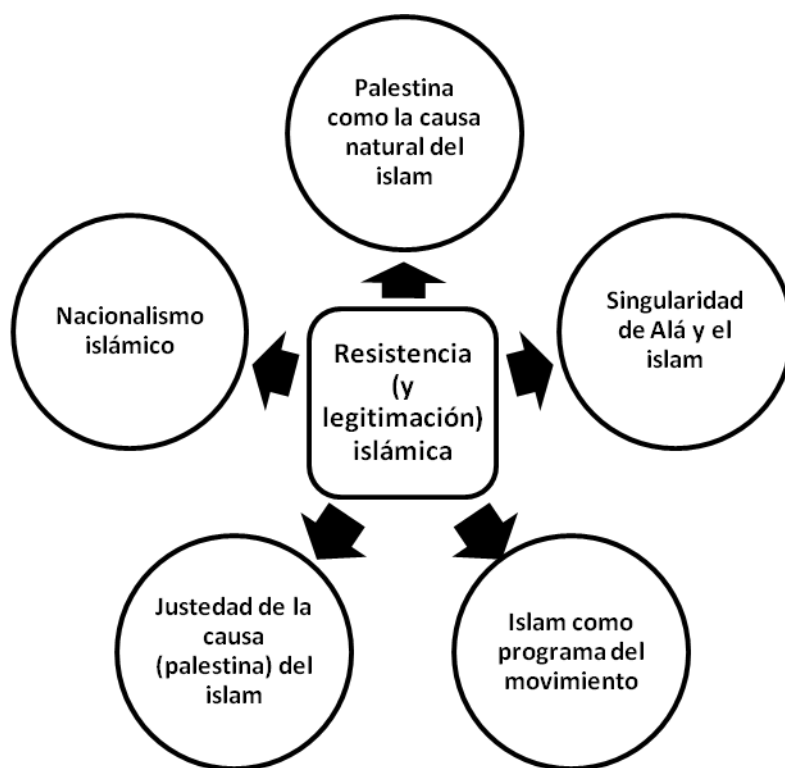 Palestina
como la causa
natural del
islam
Nacionalismo
islámico
Singularidad
de Alá y el
islam
Resistencia
(y
legitimación)
islámica
Justedad de la
causa
(palestina) del
islam
Islam como
programa del
movimiento